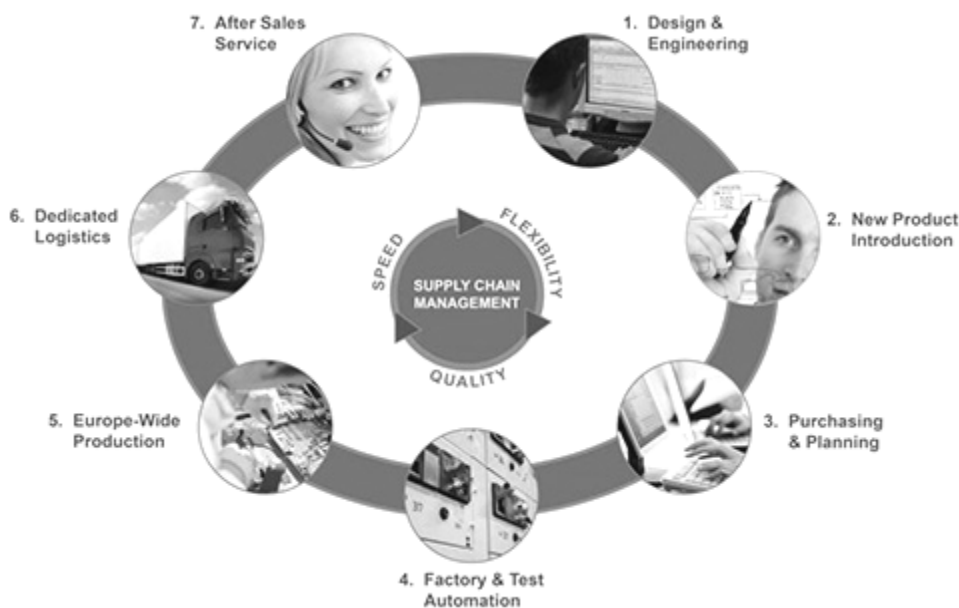 7. After Sales
Service
1. Design &
Engineering
2. New Product
Introduction
3. Purchasing
& Planning
4. Factory & Test
Automation
5. Europe-Wide
Production
6. Dedicated
Logistics
SPEED
FLEXIBILITY
QUALITY
SUPPLY CHAIN
MANAGEMENT
37